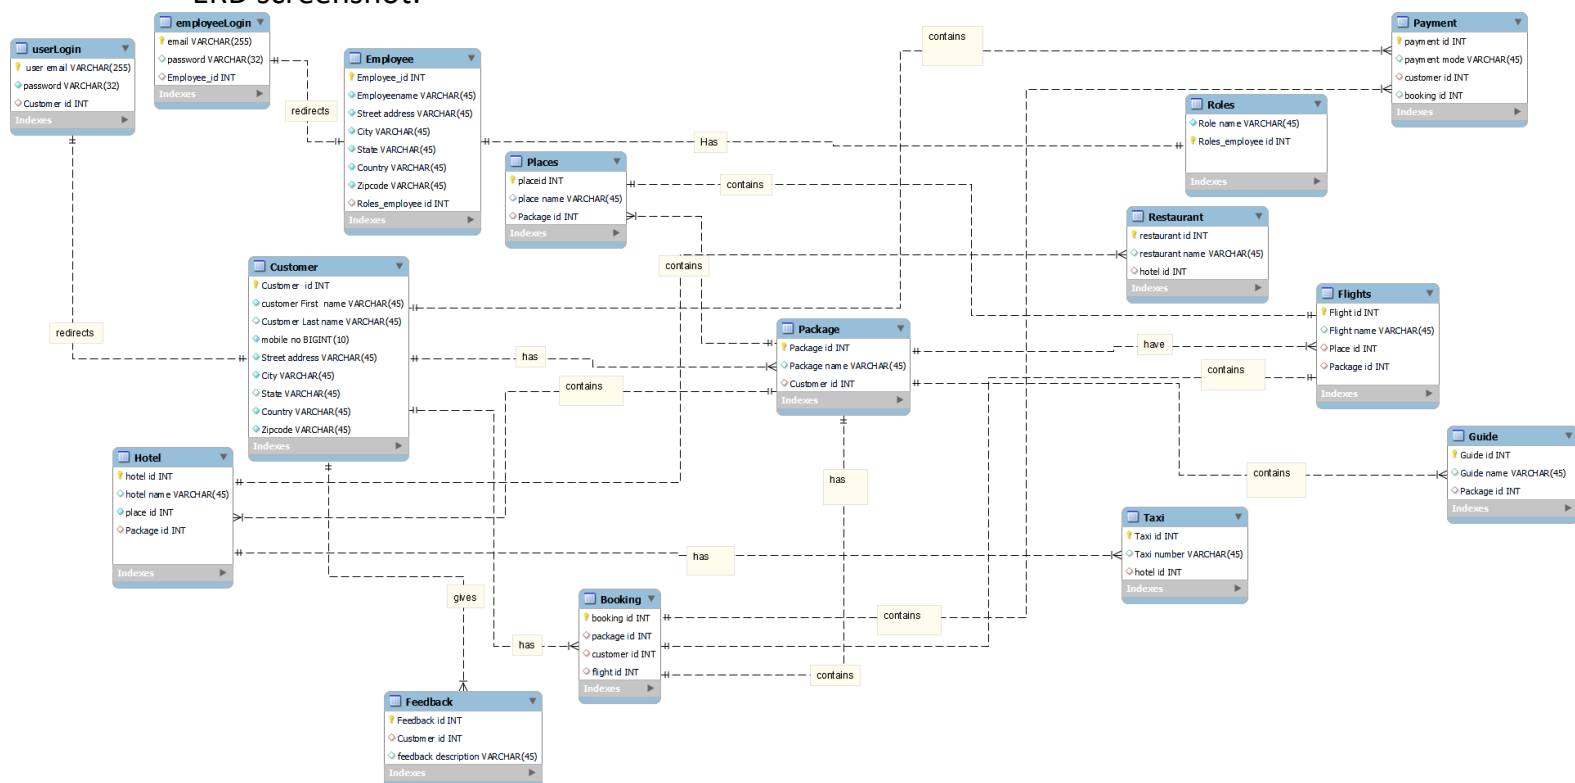 ERD screenshot:
employeeLogin
email VARCHAR(255)
password VARCHAR(32)
Employee_id INT
Indexes
userLogin
user email VARCHAR(255)
password VARCHAR(32)
Customer id INT
Indexes
Employee
Employee_id INT
Employeename VARCHAR(45)
Street address VARCHAR(45)
City VARCHAR(45)
State VARCHAR(45)
Country VARCHAR(45)
Zipcode VARCHAR(45)
Roles_employee id INT
Indexes
Payment
payment id INT
payment mode VARCHAR(45)
customer id INT
booking id INT
Indexes
contains
redirects
Has
Roles
Role name VARCHAR(45)
Roles_employee id INT
Indexes
Places
placeid INT
place name VARCHAR(45)
Package id INT
Indexes
contains
Restaurant
restaurant id INT
restaurant name VARCHAR(45)
hotel id INT
Indexes
contains
Customer
Customer id INT
customer First name VARCHAR(45)
Customer Last name VARCHAR(45)
mobile no BIGINT(10)
Street address VARCHAR(45)
City VARCHAR(45)
State VARCHAR(45)
Country VARCHAR(45)
Zipcode VARCHAR(45)
Indexes
redirects
Flights
Flight id INT
Flight name VARCHAR(45)
Place id INT
Package id INT
Indexes
Package
Package id INT
Package name VARCHAR(45)
Customer id INT
Indexes
has
have
contains
contains
Hotel
hotel id INT
hotel name VARCHAR(45)
place id INT
Package id INT
Indexes
Guide
Guide id INT
Guide name VARCHAR(45)
Package id INT
Indexes
contains
has
Taxi
Taxi id INT
Taxi number VARCHAR(45)
hotel id INT
Indexes
has
gives
Booking
booking id INT
package id INT
customer id INT
flight id INT
Indexes
contains
has
contains
Feedback
Feedback id INT
Customer id INT
feedback description VARCHAR(45)
Indexes